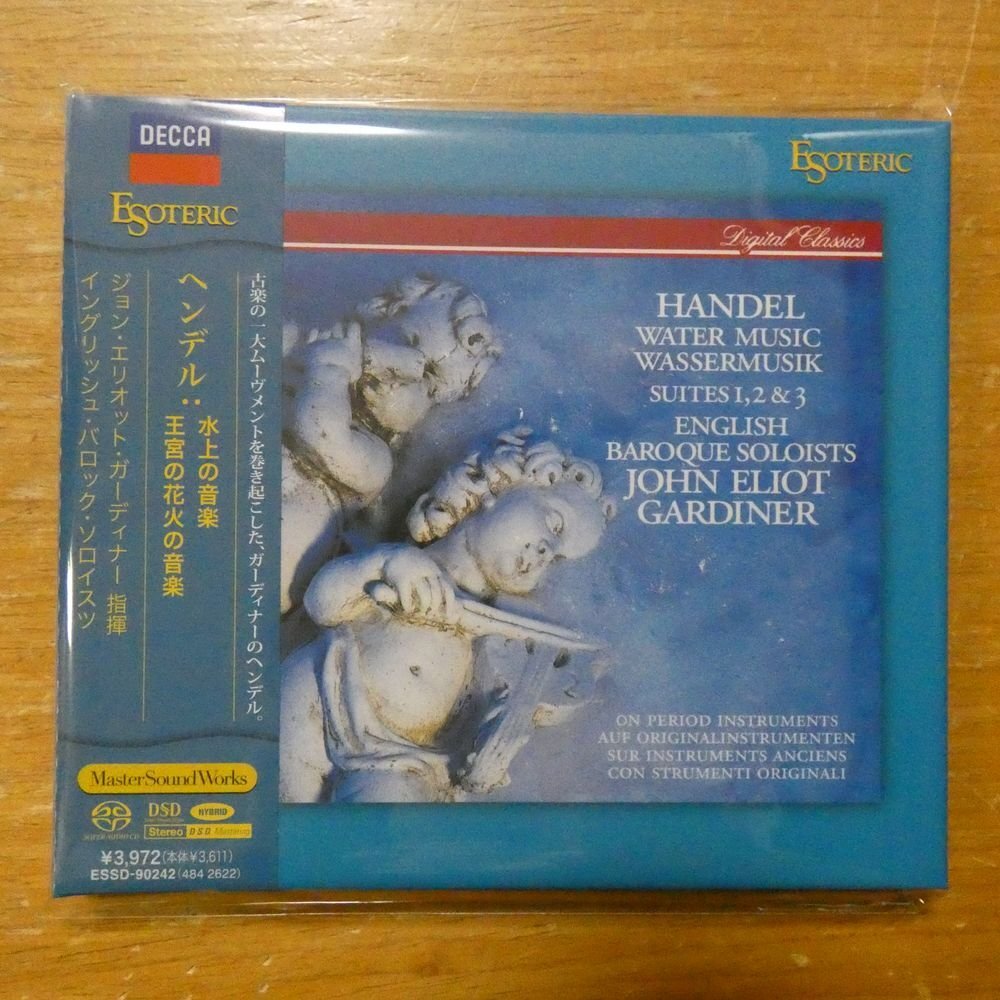 DECCA
ESOTERIC
古楽の一大ムーヴメントを巻き起こした、ガーディナーのヘンデル。
ヘンデル:
水上の音楽
王宮の花火の音楽
ジョン・エリオット・ガーディナー 指揮
イングリッシュ・バロック・ソロイスツ
MasterSoundWorks
SUPER AUDIO CD
DSD
HYBRID
Stereo
DSD Mastering
¥3,972(本体¥3,611)
ESSD-90242(484 2622)
ESOTERIC
Digital Classics
HANDEL
WATER MUSIC
WASSERMUSIK
SUITES 1, 2 & 3
ENGLISH
BAROQUE SOLOISTS
JOHN ELIOT
GARDINER
ON PERIOD INSTRUMENTS
AUF ORIGINALINSTRUMENTEN
SUR INSTRUMENTS ANCIENS
CON STRUMENTI ORIGINALI